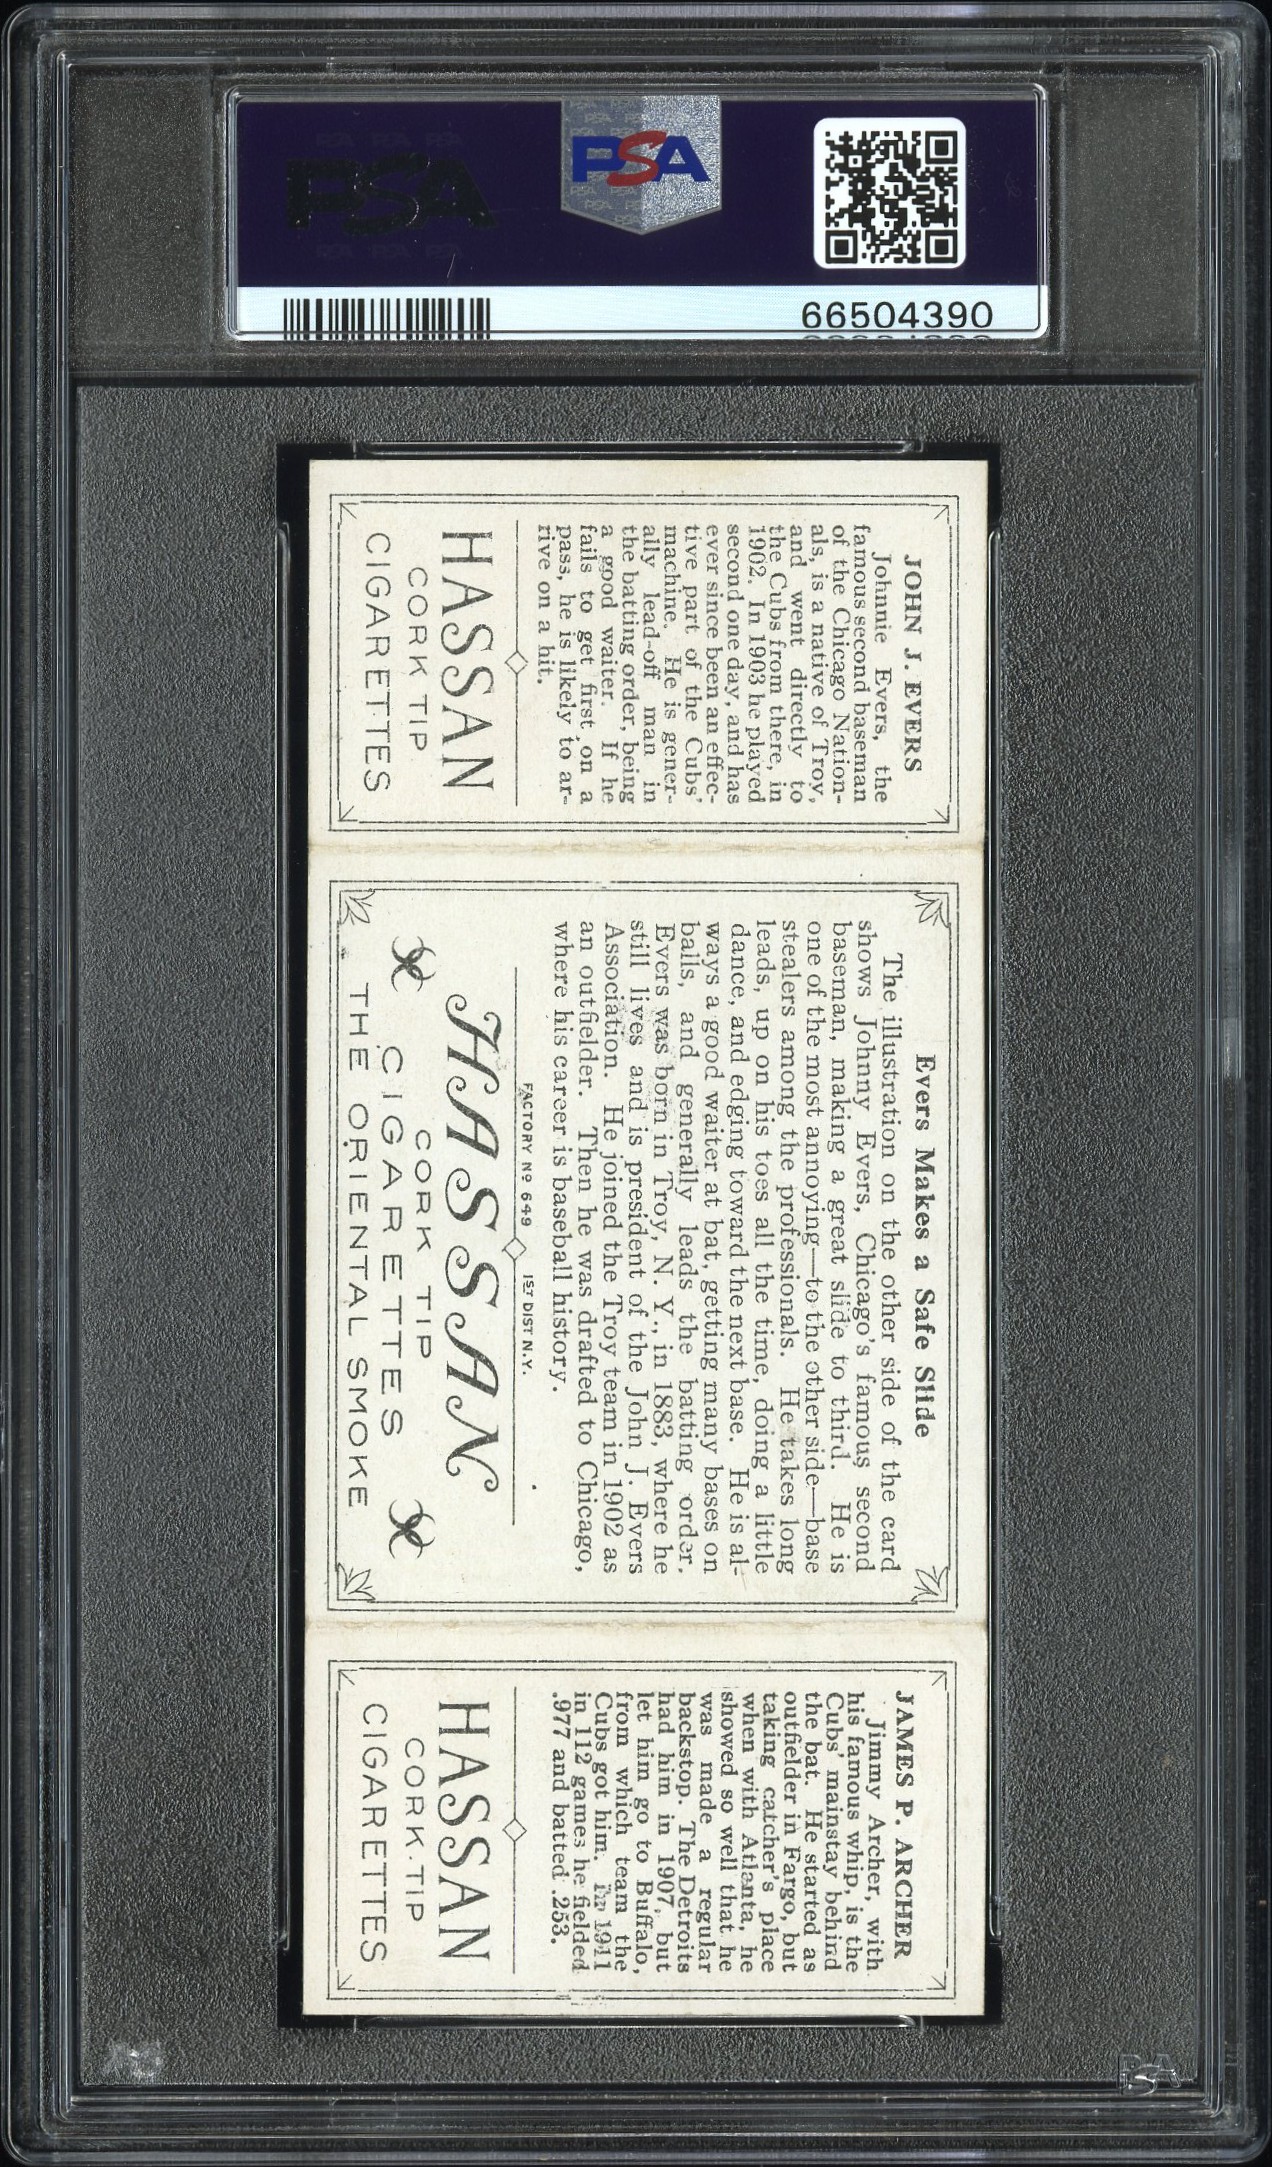 PSA
PSA
66504390
JOHN J. EVERS
Johnnie Evers, the
famous second baseman
of the Chicago Nation-
als, is a native of Troy,
and went directly to
the Cubs from there, in
1902. In 1903 he played
second one day, and has
ever since been an effec-
tive part of the Cubs'
machine. He is gener-
ally lead-off man in
the batting order, being
a good waiter. If he
fails to get first on a
pass, he is likely to ar-
rive on a hit.
HASSAN
CORK TIP
CIGARETTES
Evers Makes a Safe Slide
The illustration on the other side of the card
shows Johnny Evers, Chicago's famous second
baseman, making a great slide to third. He is
one of the most annoying—to the other side—base
stealers among the professionals. He takes long
leads, up on his toes all the time, doing a little
dance, and edging toward the next base. He is al-
ways a good waiter at bat, getting many bases on
balls, and generally leads the batting order.
Evers was born in Troy, N. Y., in 1883, where he
still lives and is president of the John J. Evers
Association. He joined the Troy team in 1902 as
an outfielder. Then he was drafted to Chicago,
where his career is baseball history.
FACTORY Nº 649 1ST DIST N.Y.
HASSAN
CORK TIP
CIGARETTES
THE ORIENTAL SMOKE
JAMES P. ARCHER
Jimmy Archer, with
his famous whip, is the
Cubs' mainstay behind
the bat. He started as
outfielder in Fargo, but
taking catcher's place
when with Atlanta, he
showed so well that he
was made a regular
backstop. The Detroits
had him in 1907, but
let him go to Buffalo,
from which team the
Cubs got him. In 1911
in 112 games he fielded
.977 and batted .253.
HASSAN
CORK TIP
CIGARETTES
PSA